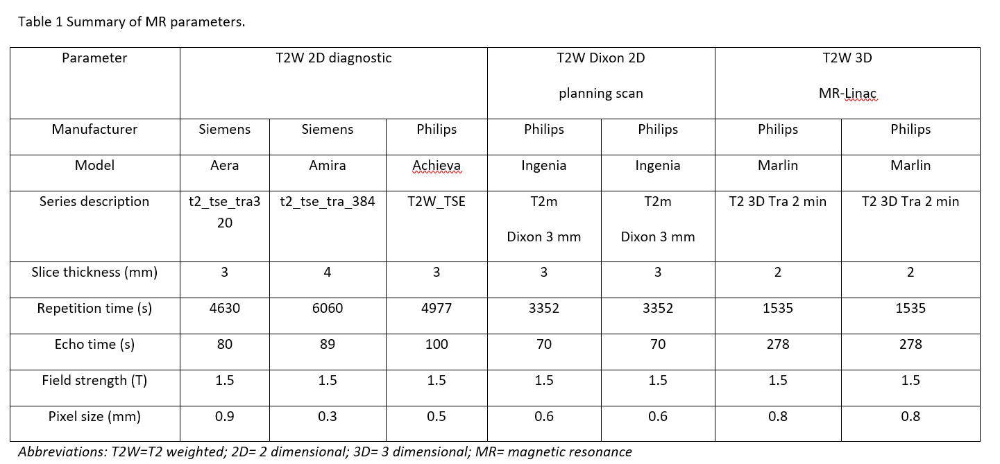 Table 1 Summary of MR parameters.
Parameter T2W 2D diagnostic T2W Dixon 2D T2W 3D
planning scan MR-Linac
Manufacturer Siemens Siemens Philips Philips Philips Philips Philips
Model Aera Amira Achieva Ingenia Ingenia Marlin Marlin
Series description t2_tse_tra3 t2_tse_tra_384 T2W_TSE T2m T2m T2 3D Tra 2 min T2 3D Tra 2 min
20
Dixon 3 mm Dixon 3 mm
Slice thickness (mm) 3 4 3 3 3 2 2
Repetition time (s) 4630 6060 4977 3352 3352 1535 1535
Echo time (s) 80 89 100 70 70 278 278
Field strength (T) 1.5 1.5 1.5 1.5 1.5 1.5 1.5
Pixel size (mm) 0.9 0.3 0.5 0.6 0.6 0.8 0.8
Abbreviations: T2W=T2 weighted; 2D= 2 dimensional; 3D= 3 dimensional; MR= magnetic resonance